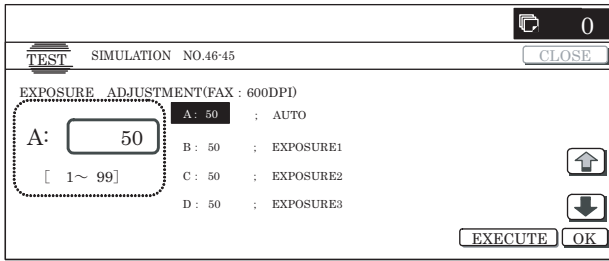 0
TEST SIMULATION NO.46-45 CLOSE
EXPOSURE ADJUSTMENT(FAX : 600DPI)
A: 50
[ 1~ 99]
A : 50 ; AUTO
B : 50 ; EXPOSURE1
C : 50 ; EXPOSURE2
D : 50 ; EXPOSURE3
EXECUTE OK